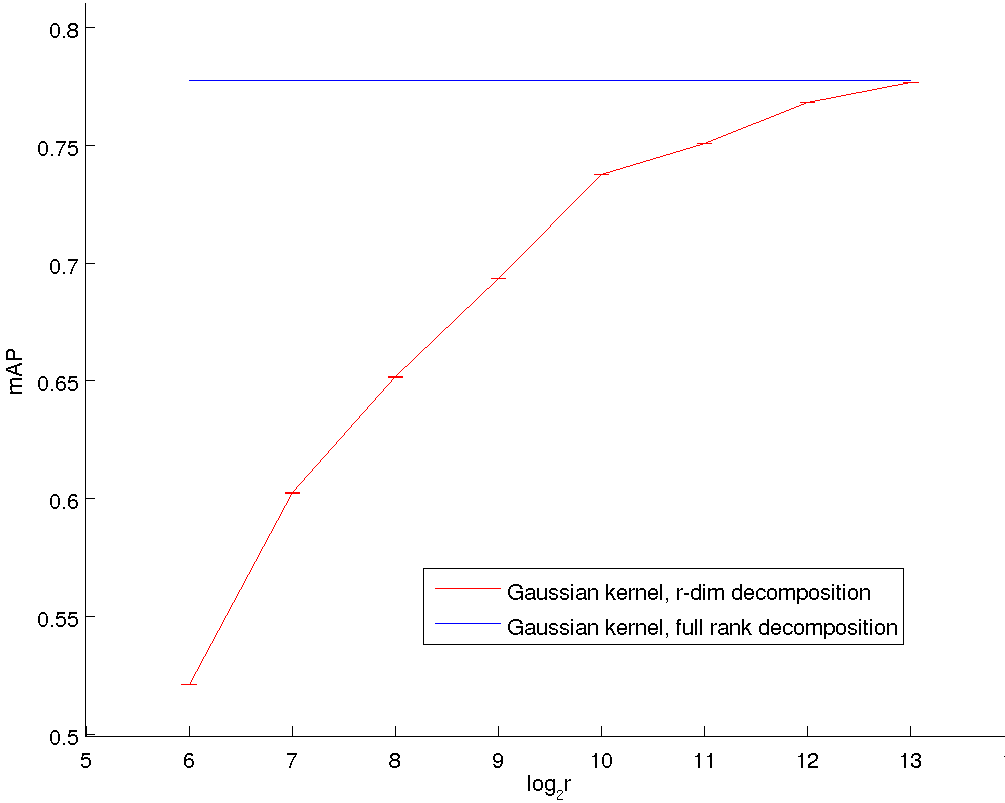 0.8
0.75
0.7
0.65
0.6
0.55
0.5
mAP
Gaussian kernel, r-dim decomposition
Gaussian kernel, full rank decomposition
5 6 7 8 9 10 11 12 13
log₂r